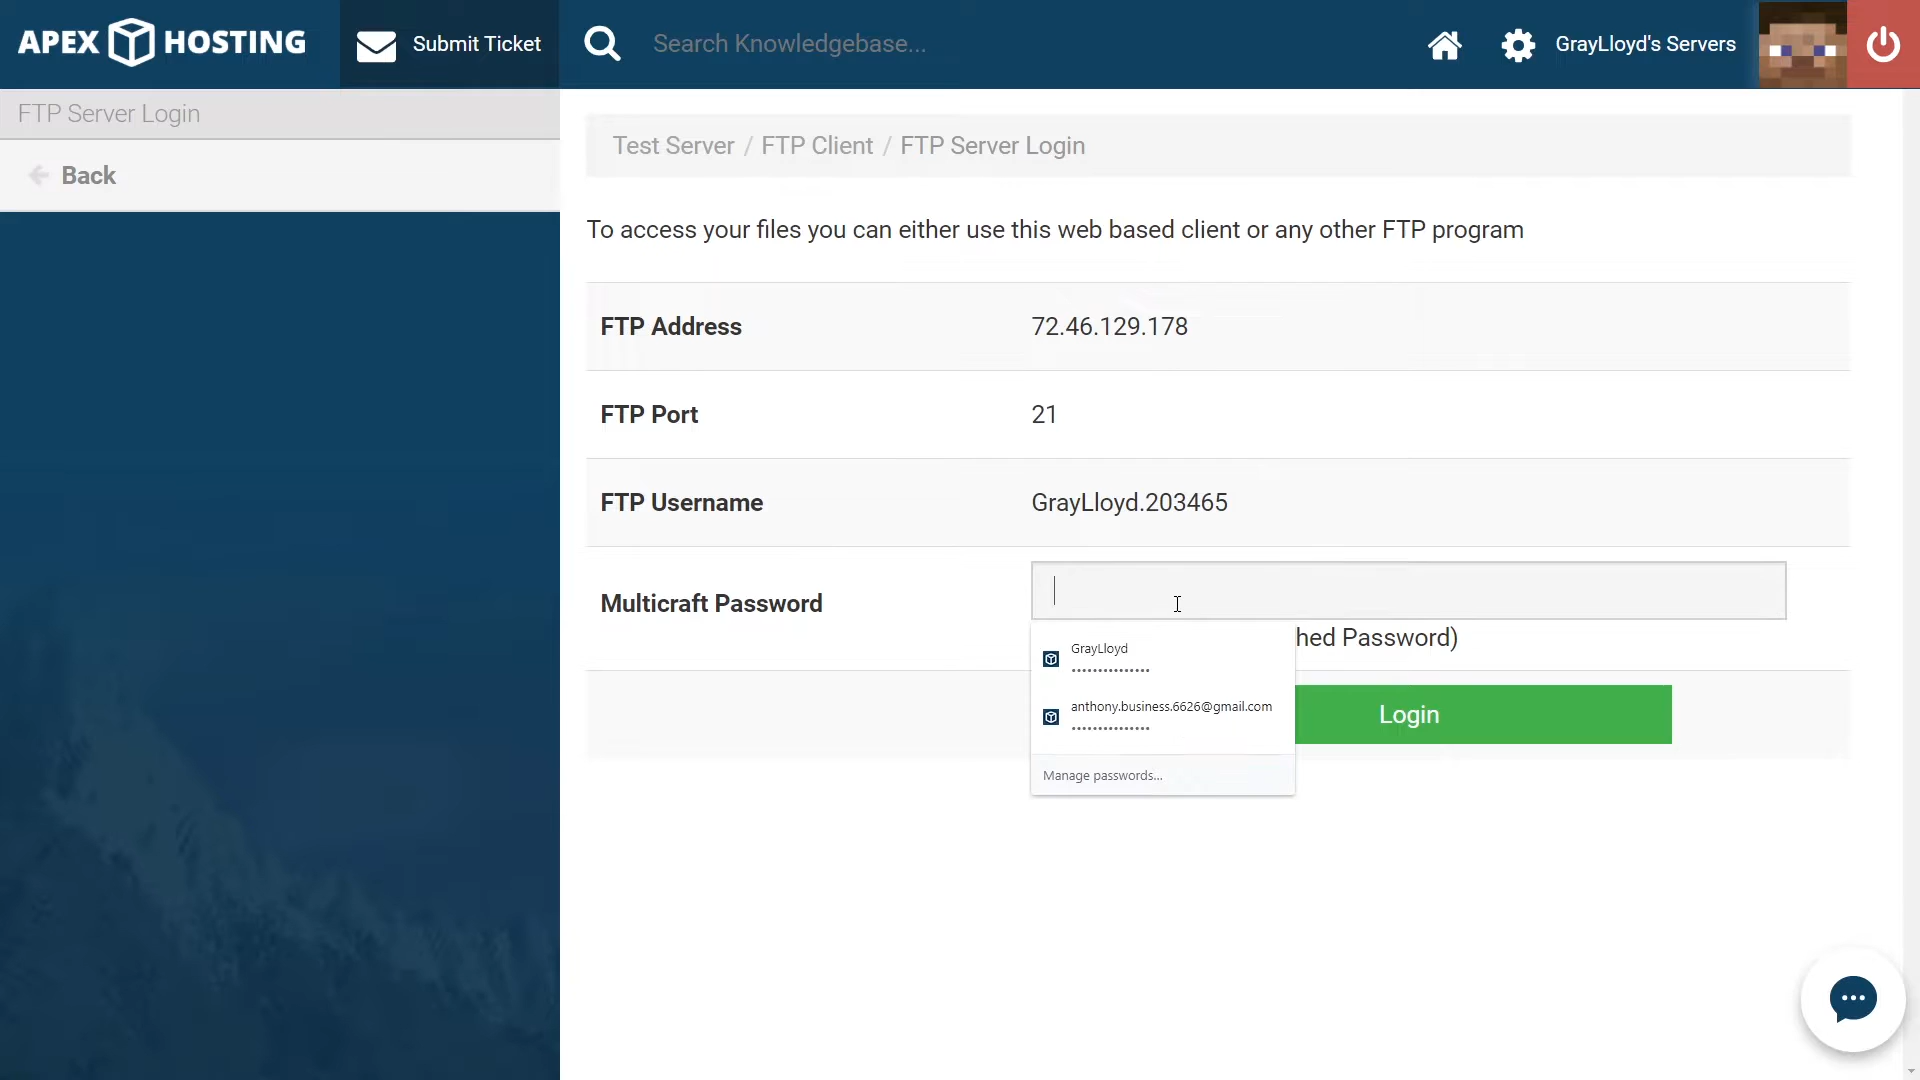 APEX HOSTING
Submit Ticket
Search Knowledgebase...
GrayLloyd's Servers
FTP Server Login
Back
Test Server / FTP Client / FTP Server Login
To access your files you can either use this web based client or any other FTP program
FTP Address 72.46.129.178
FTP Port 21
FTP Username GrayLloyd.203465
Multicraft Password
hed Password)
GrayLloyd
•••••••••••••••
anthony.business.6626@gmail.com
•••••••••••••••
Manage passwords...
Login